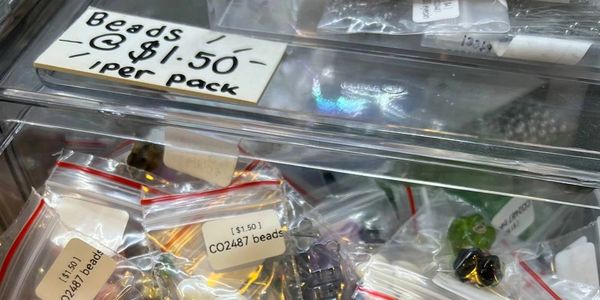 Beads
@ $1.50
1per pack
[$1.50]
CO2487 beads
[$1.50]
CO2487 beads